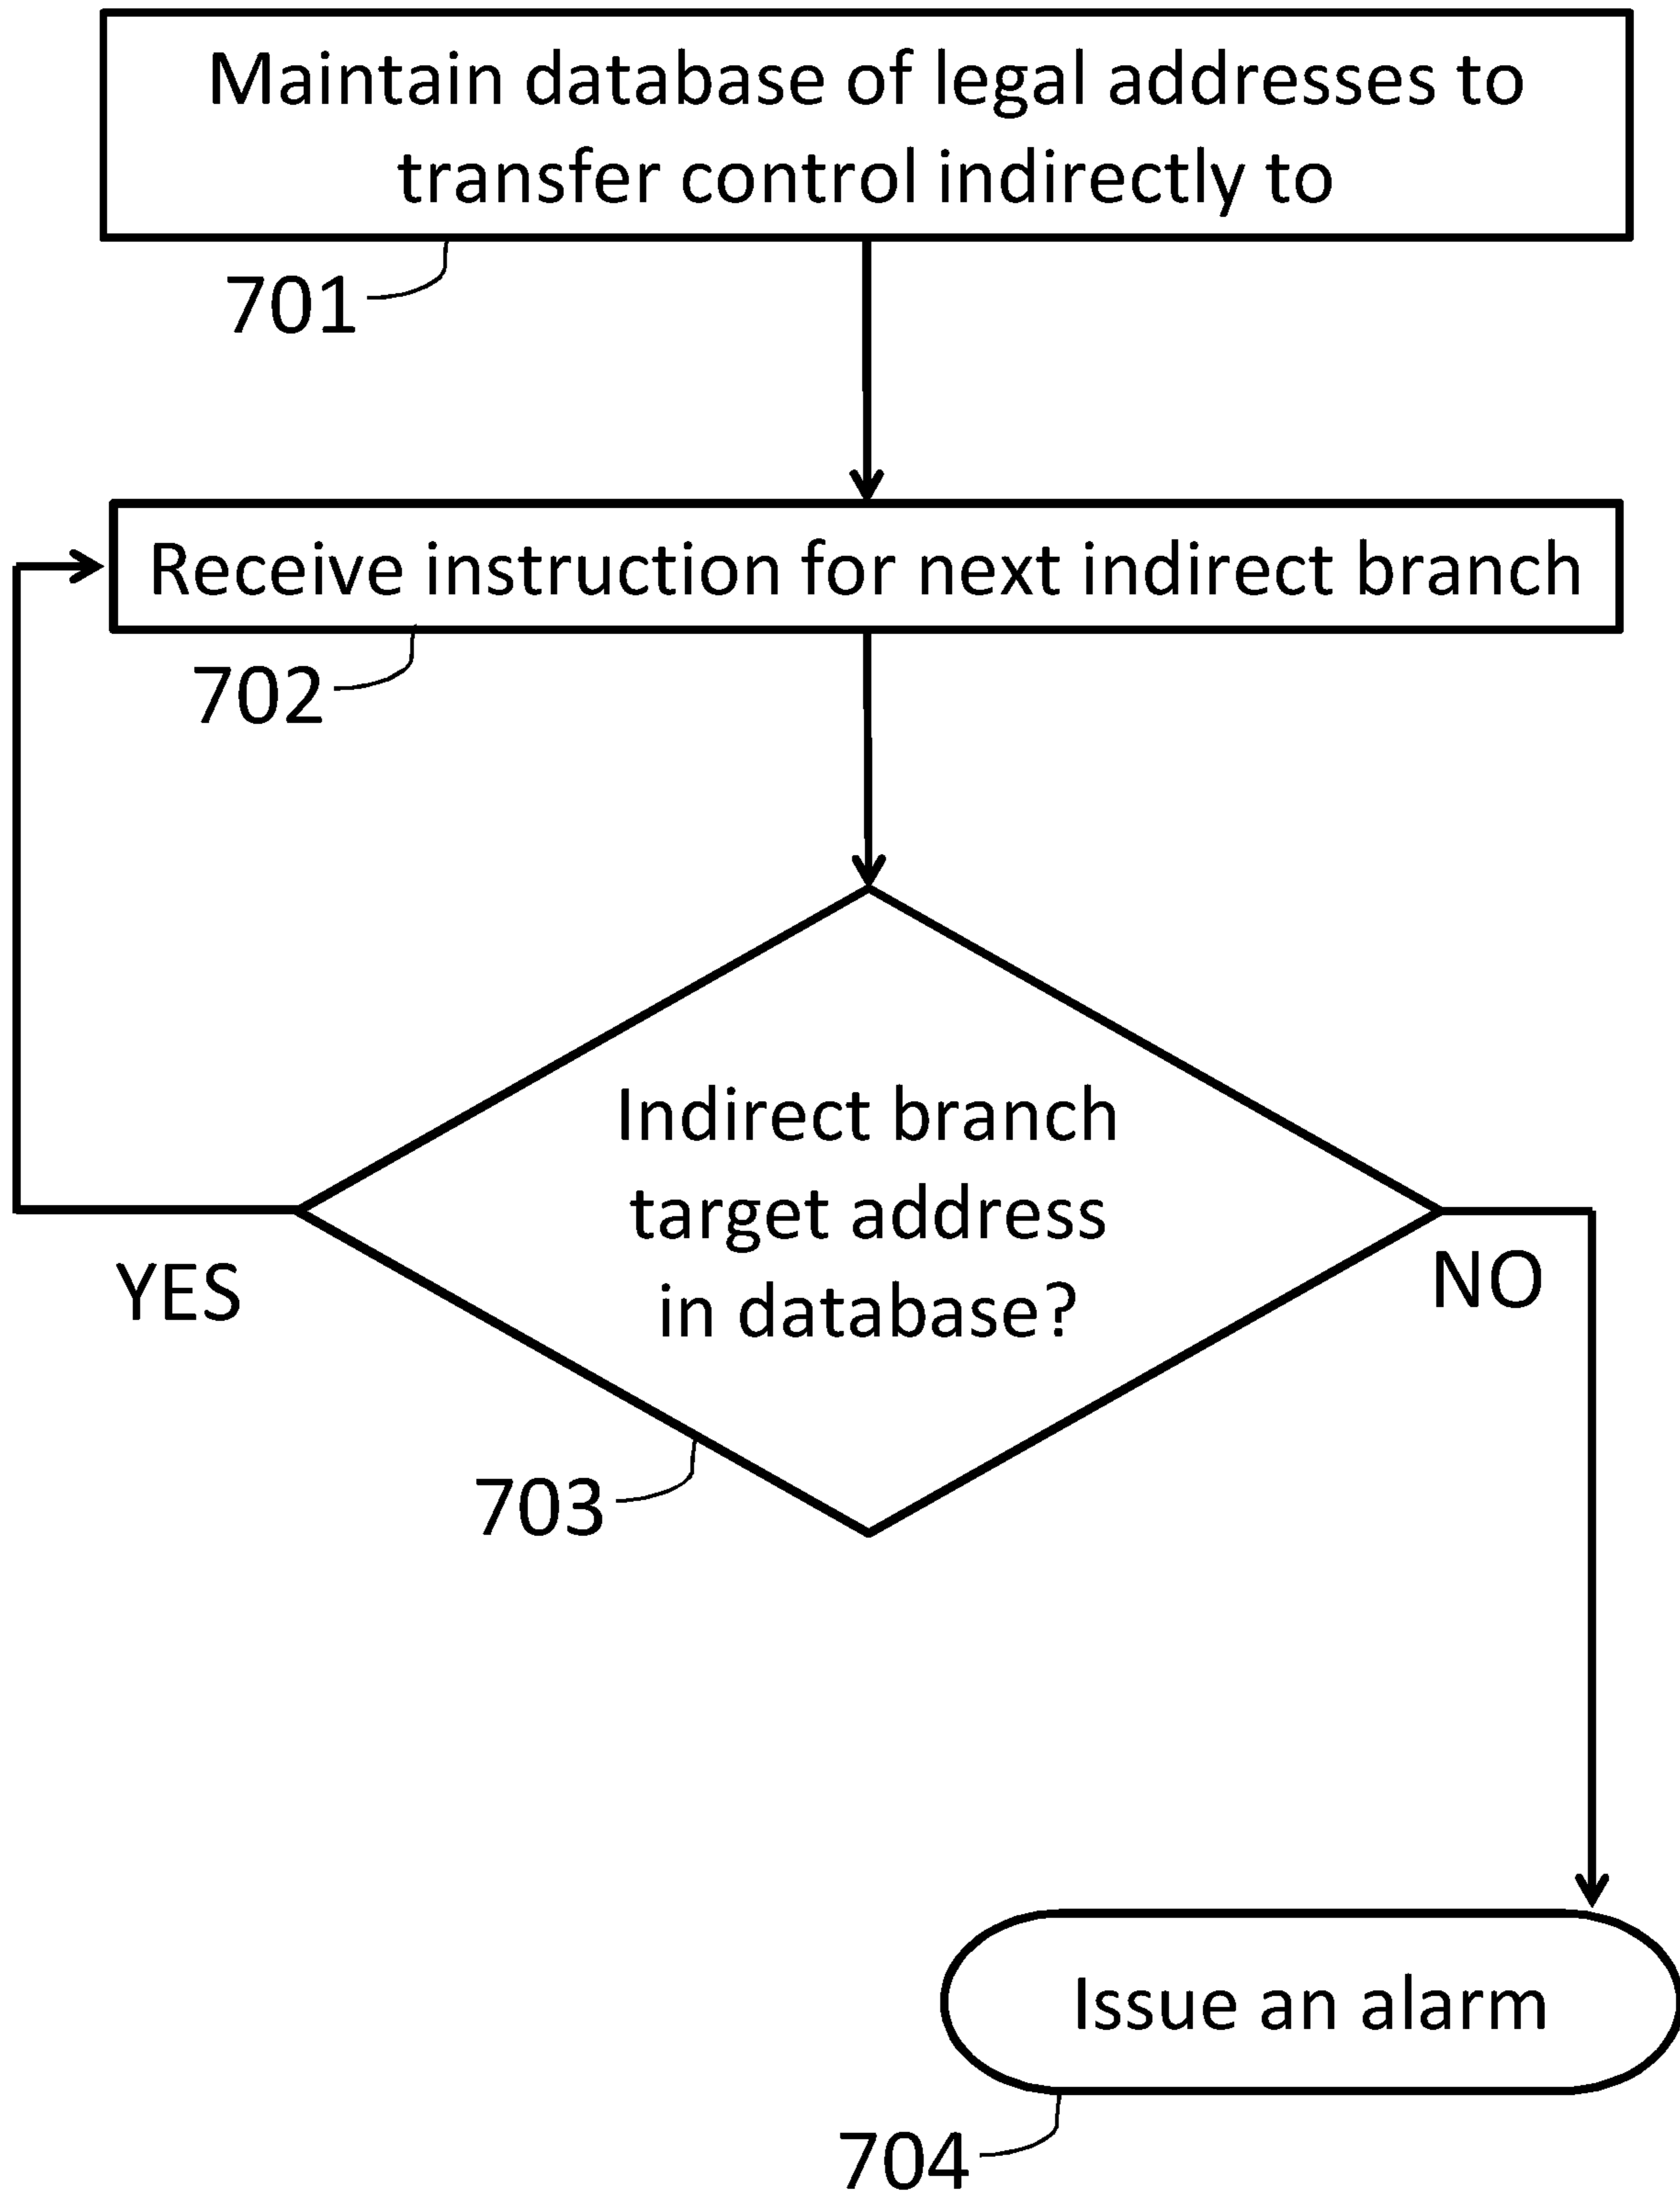 Maintain database of legal addresses to
transfer control indirectly to
701
Receive instruction for next indirect branch
702
Indirect branch
target address
in database?
YES
NO
703
Issue an alarm
704